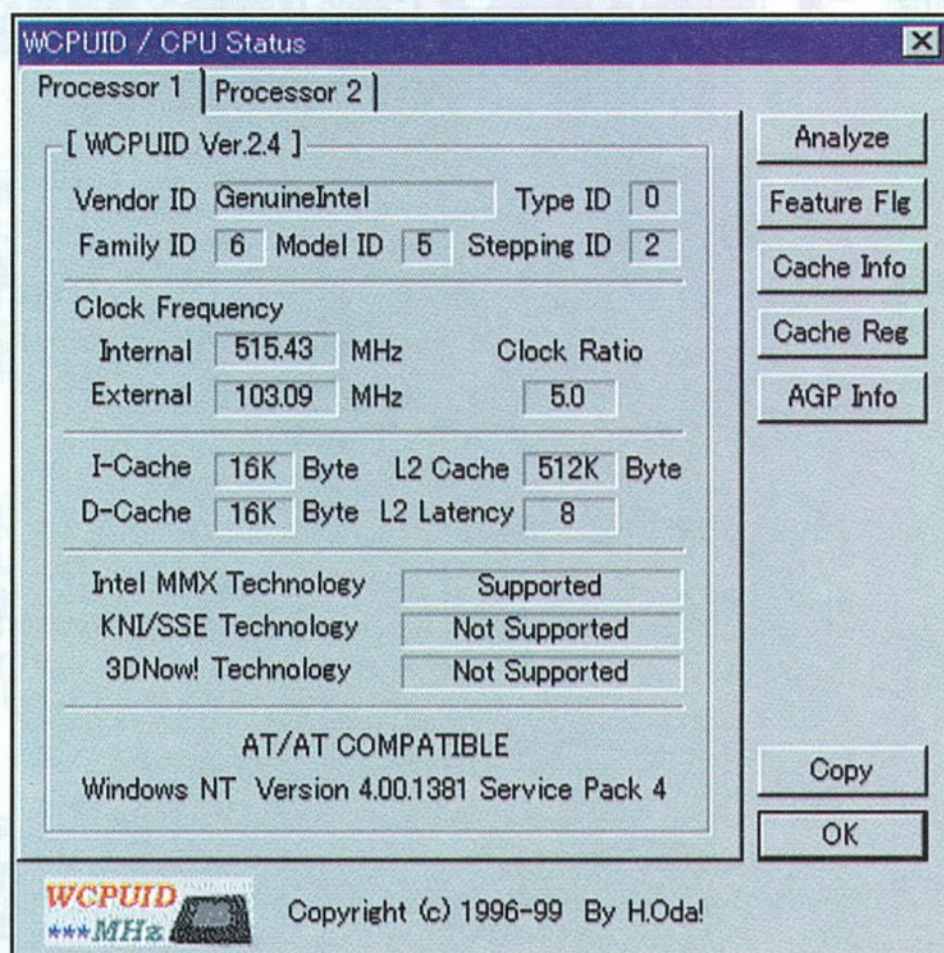 WCPUID / CPU Status
Processor 1 Processor 2
[ WCPUID Ver.2.4 ]
Vendor ID GenuineIntel Type ID 0
Family ID 6 Model ID 5 Stepping ID 2
Clock Frequency
Internal 515.43 MHz Clock Ratio
External 103.09 MHz 5.0
I-Cache 16K Byte L2 Cache 512K Byte
D-Cache 16K Byte L2 Latency 8
Intel MMX Technology Supported
KNI/SSE Technology Not Supported
3DNow! Technology Not Supported
AT/AT COMPATIBLE
Windows NT Version 4.00.1381 Service Pack 4
Analyze
Feature Flg
Cache Info
Cache Reg
AGP Info
Copy
OK
WCPUID
***MHz
Copyright (c) 1996-99 By H.Oda!